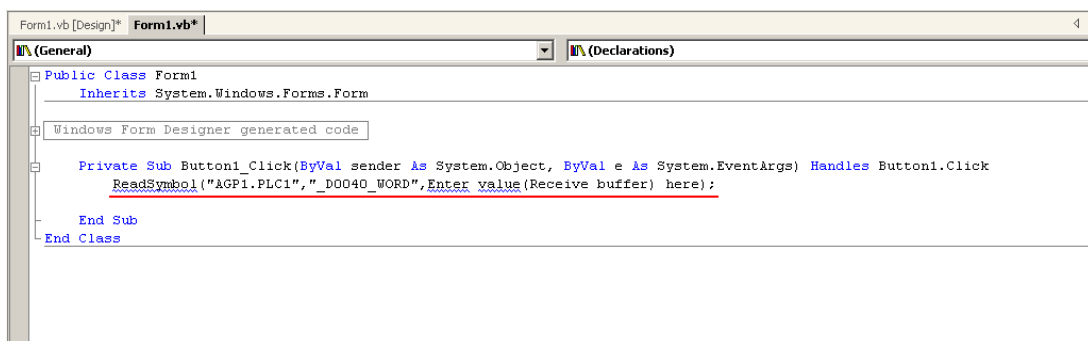 Form1.vb [Design]* Form1.vb*
(General) (Declarations)
Public Class Form1
Inherits System.Windows.Forms.Form
Windows Form Designer generated code
Private Sub Button1_Click(ByVal sender As System.Object, ByVal e As System.EventArgs) Handles Button1.Click
ReadSymbol("AGP1.PLC1","_D0040_WORD",Enter value(Receive buffer) here);
End Sub
End Class